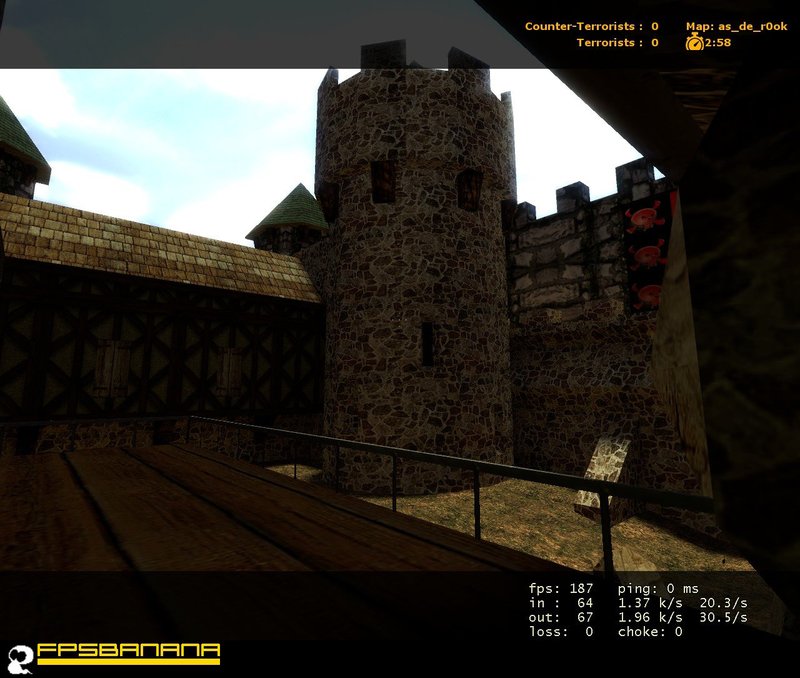 Counter-Terrorists : 0 Map: as_de_r0ok
Terrorists : 0 2:58
fps: 187 ping: 0 ms
in : 64 1.37 k/s 20.3/s
out: 67 1.96 k/s 30.5/s
loss: 0 choke: 0
FPSBANANA